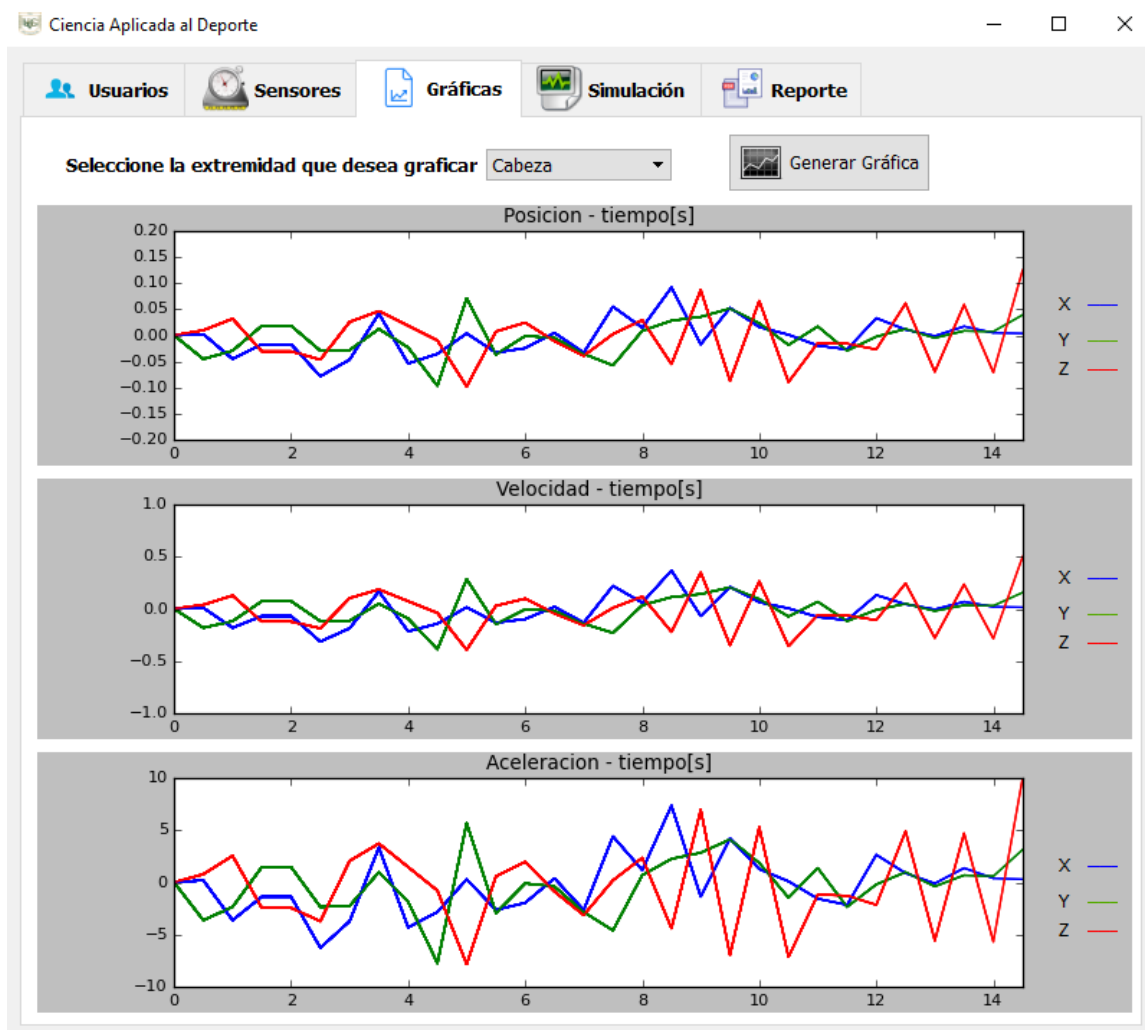 Ciencia Aplicada al Deporte
Usuarios Sensores Gráficas Simulación Reporte
Seleccione la extremidad que desea graficar Cabeza Generar Gráfica
Posicion - tiempo[s]
0.20
0.15
0.10
0.05
0.00
−0.05
−0.10
−0.15
−0.20
0 2 4 6 8 10 12 14
X
Y
Z
Velocidad - tiempo[s]
1.0
0.5
0.0
−0.5
−1.0
0 2 4 6 8 10 12 14
X
Y
Z
Aceleracion - tiempo[s]
10
5
0
−5
−10
0 2 4 6 8 10 12 14
X
Y
Z